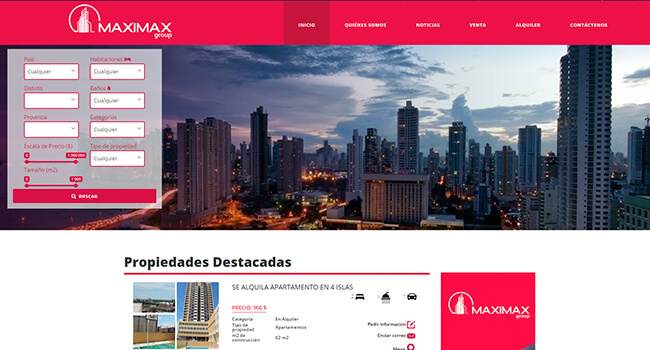 MAXIMAX
group
INICIO QUIÉNES SOMOS NOTICIAS VENTA ALQUILER CONTÁCTENOS
País Habitaciones
Cualquier Cualquier
Distrito Baños
Cualquier
Provincia Categorías
Cualquier
Escala de Precio ($) Tipo de propiedad
0 1 000 000 Cualquier
Tamaño (m2)
0 1 000
BUSCAR
Propiedades Destacadas
SE ALQUILA APARTAMENTO EN 4 ISLAS
PRECIO: 900 $
Categoría En Alquiler
Tipo de propiedad Apartamentos
m2 de construcción 62 m2
Pedir información
Enviar correo
Mapa
MAXIMAX
group